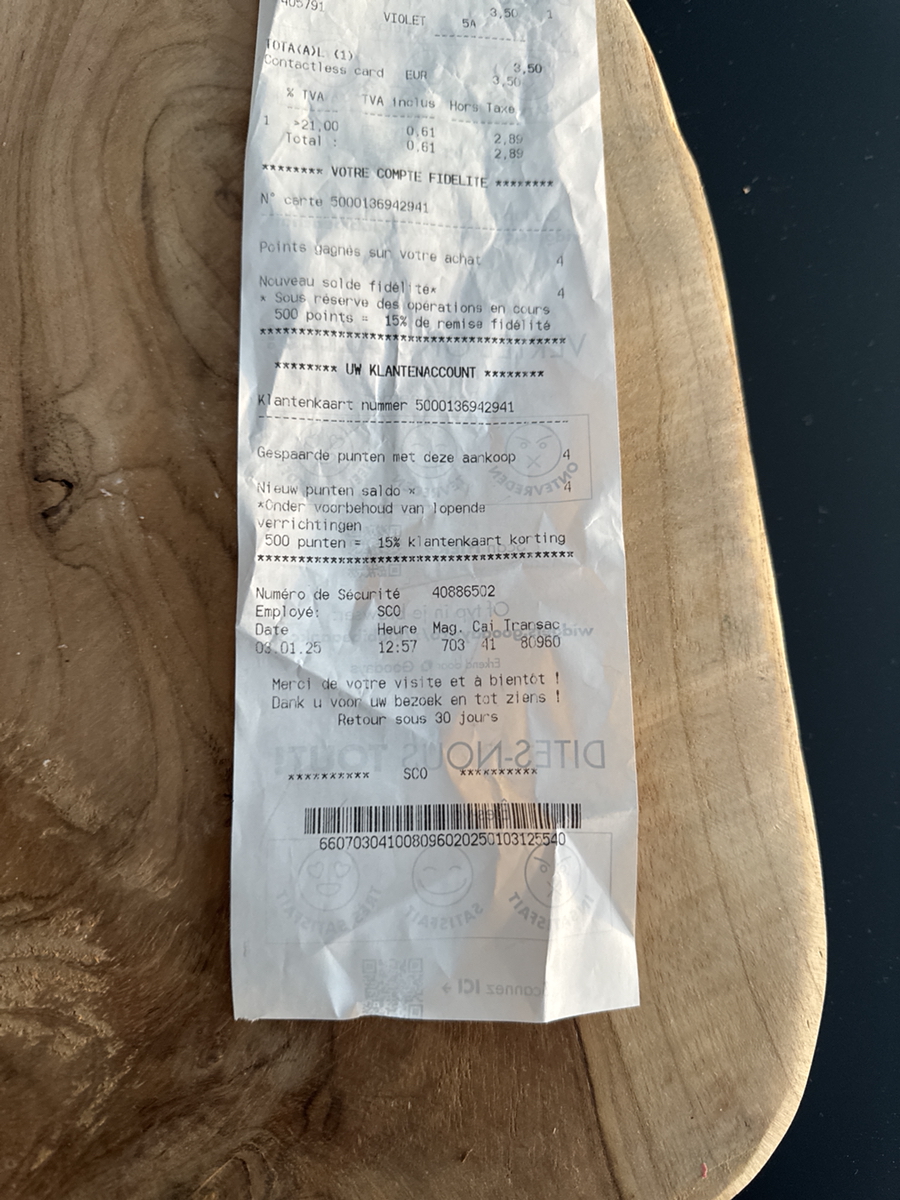 405791
VIOLET 5A 3,50 1
TOTA(A)L (1) 3,50
Contactless card EUR 3,50
% TVA TVA inclus Hors Taxe
1 >21,00 0,61 2,89
Total : 0,61 2,89
******** VOTRE COMPTE FIDELITE ********
N° carte 5000136942941
Points gagnés sur votre achat 4
Nouveau solde fidélité* 4
* Sous réserve des opérations en cours
500 points = 15% de remise fidélité
****************************************
******** UW KLANTENACCOUNT ********
Klantenkaart nummer 5000136942941
Gespaarde punten met deze aankoop 4
Nieuw punten saldo * 4
*Onder voorbehoud van lopende
verrichtingen
500 punten = 15% klantenkaart korting
****************************************
Numéro de Sécurité 40886502
Employé: SCO
Date Heure Mag. Cai Transac
03.01.25 12:57 703 41 80960
Merci de votre visite et à bientôt !
Dank u voor uw bezoek en tot ziens !
Retour sous 30 jours
DITES-NOUS TOUT!
********** SCO **********
660703041008096020250103125540
TRÈS SATISFAIT SATISFAIT
ICI